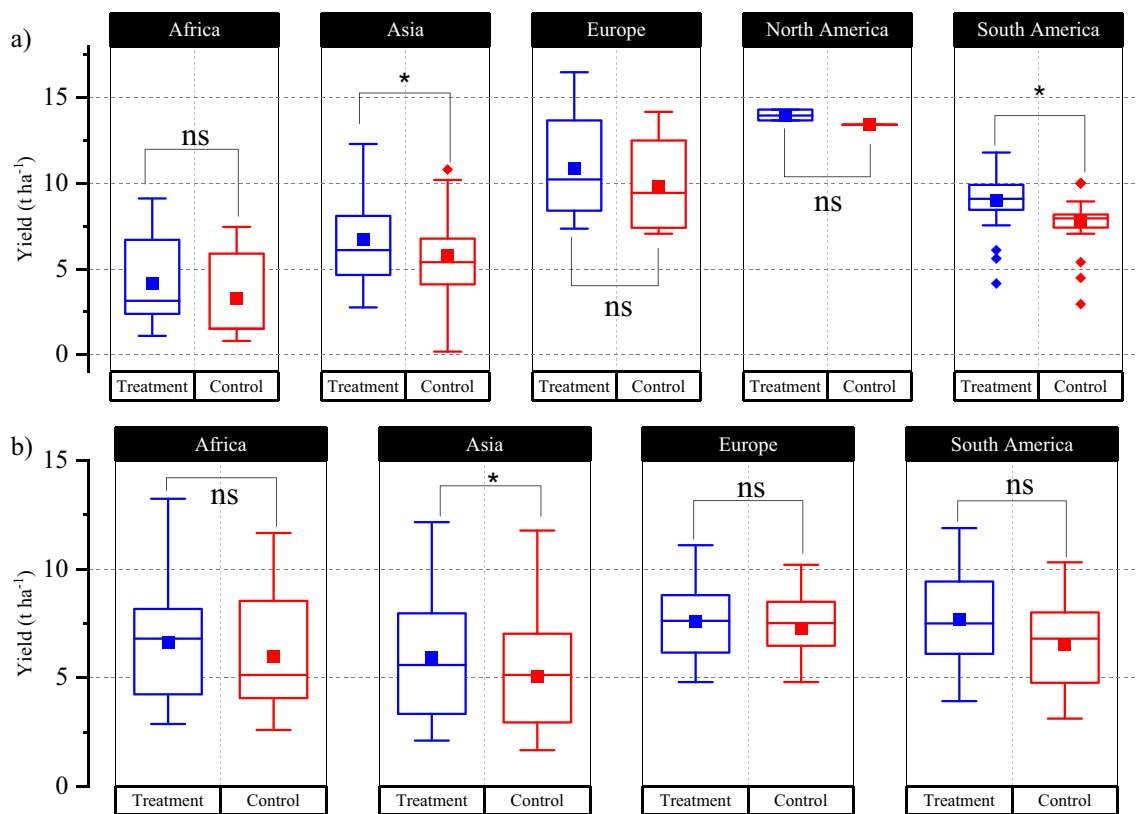 a)
Africa Asia Europe North America South America
15
10
5
0
Yield (t ha⁻¹)
ns * ns ns *
Treatment Control Treatment Control Treatment Control Treatment Control Treatment Control
b)
Africa Asia Europe South America
15
10
5
0
Yield (t ha⁻¹)
ns * ns ns
Treatment Control Treatment Control Treatment Control Treatment Control